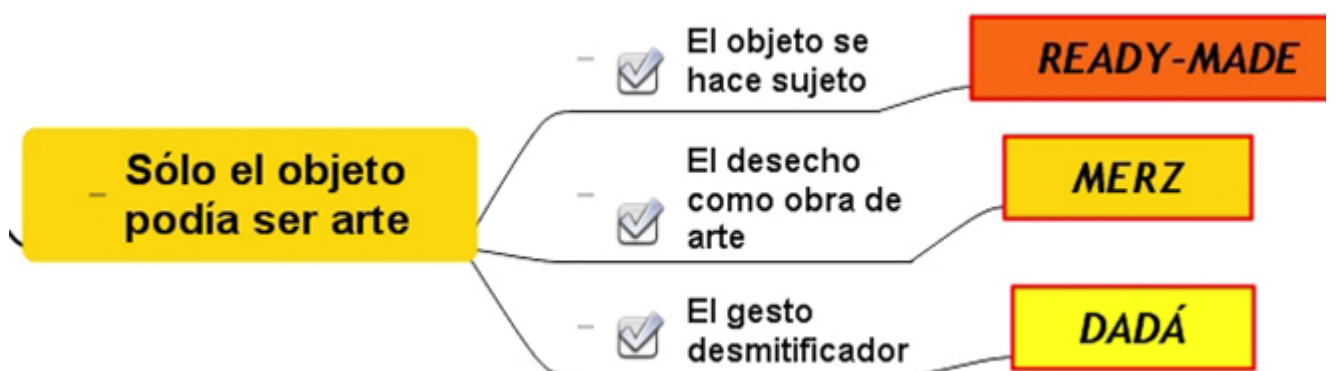 El objeto se
hace sujeto
READY-MADE
Sólo el objeto
podía ser arte
El desecho
como obra de
arte
MERZ
El gesto
desmitificador
DADÁ